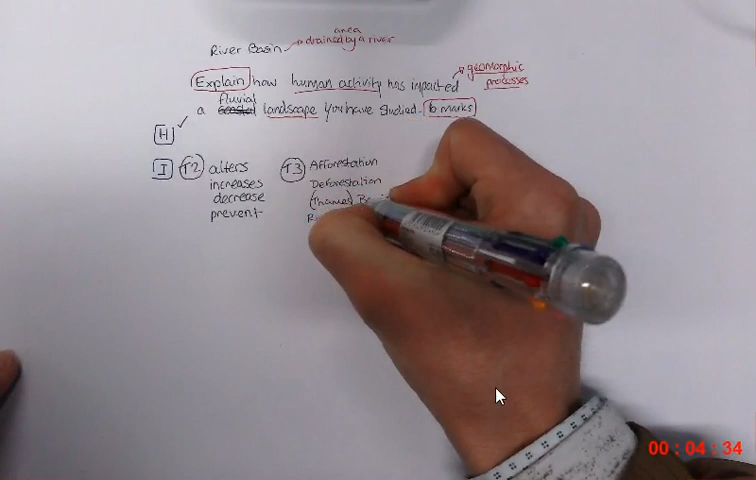 area
River Basin → drained by a river
Explain how human activity has impacted geomorphic
processes
fluvial
a coastal landscape you have studied. 6 marks
H ✓
I T2 alters T3 Afforestation
increases Deforestation
decrease (Thames)
prevent
00:04:34